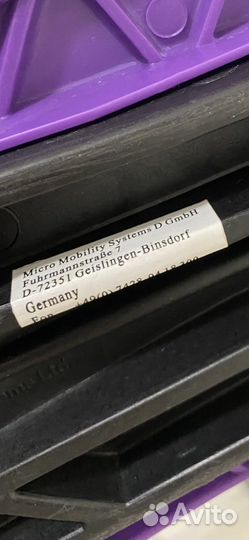 Micro Mobility Systems D GmbH
Fuhrmannstraße 7
D-72351 Geislingen-Binsdorf
Germany
Avito